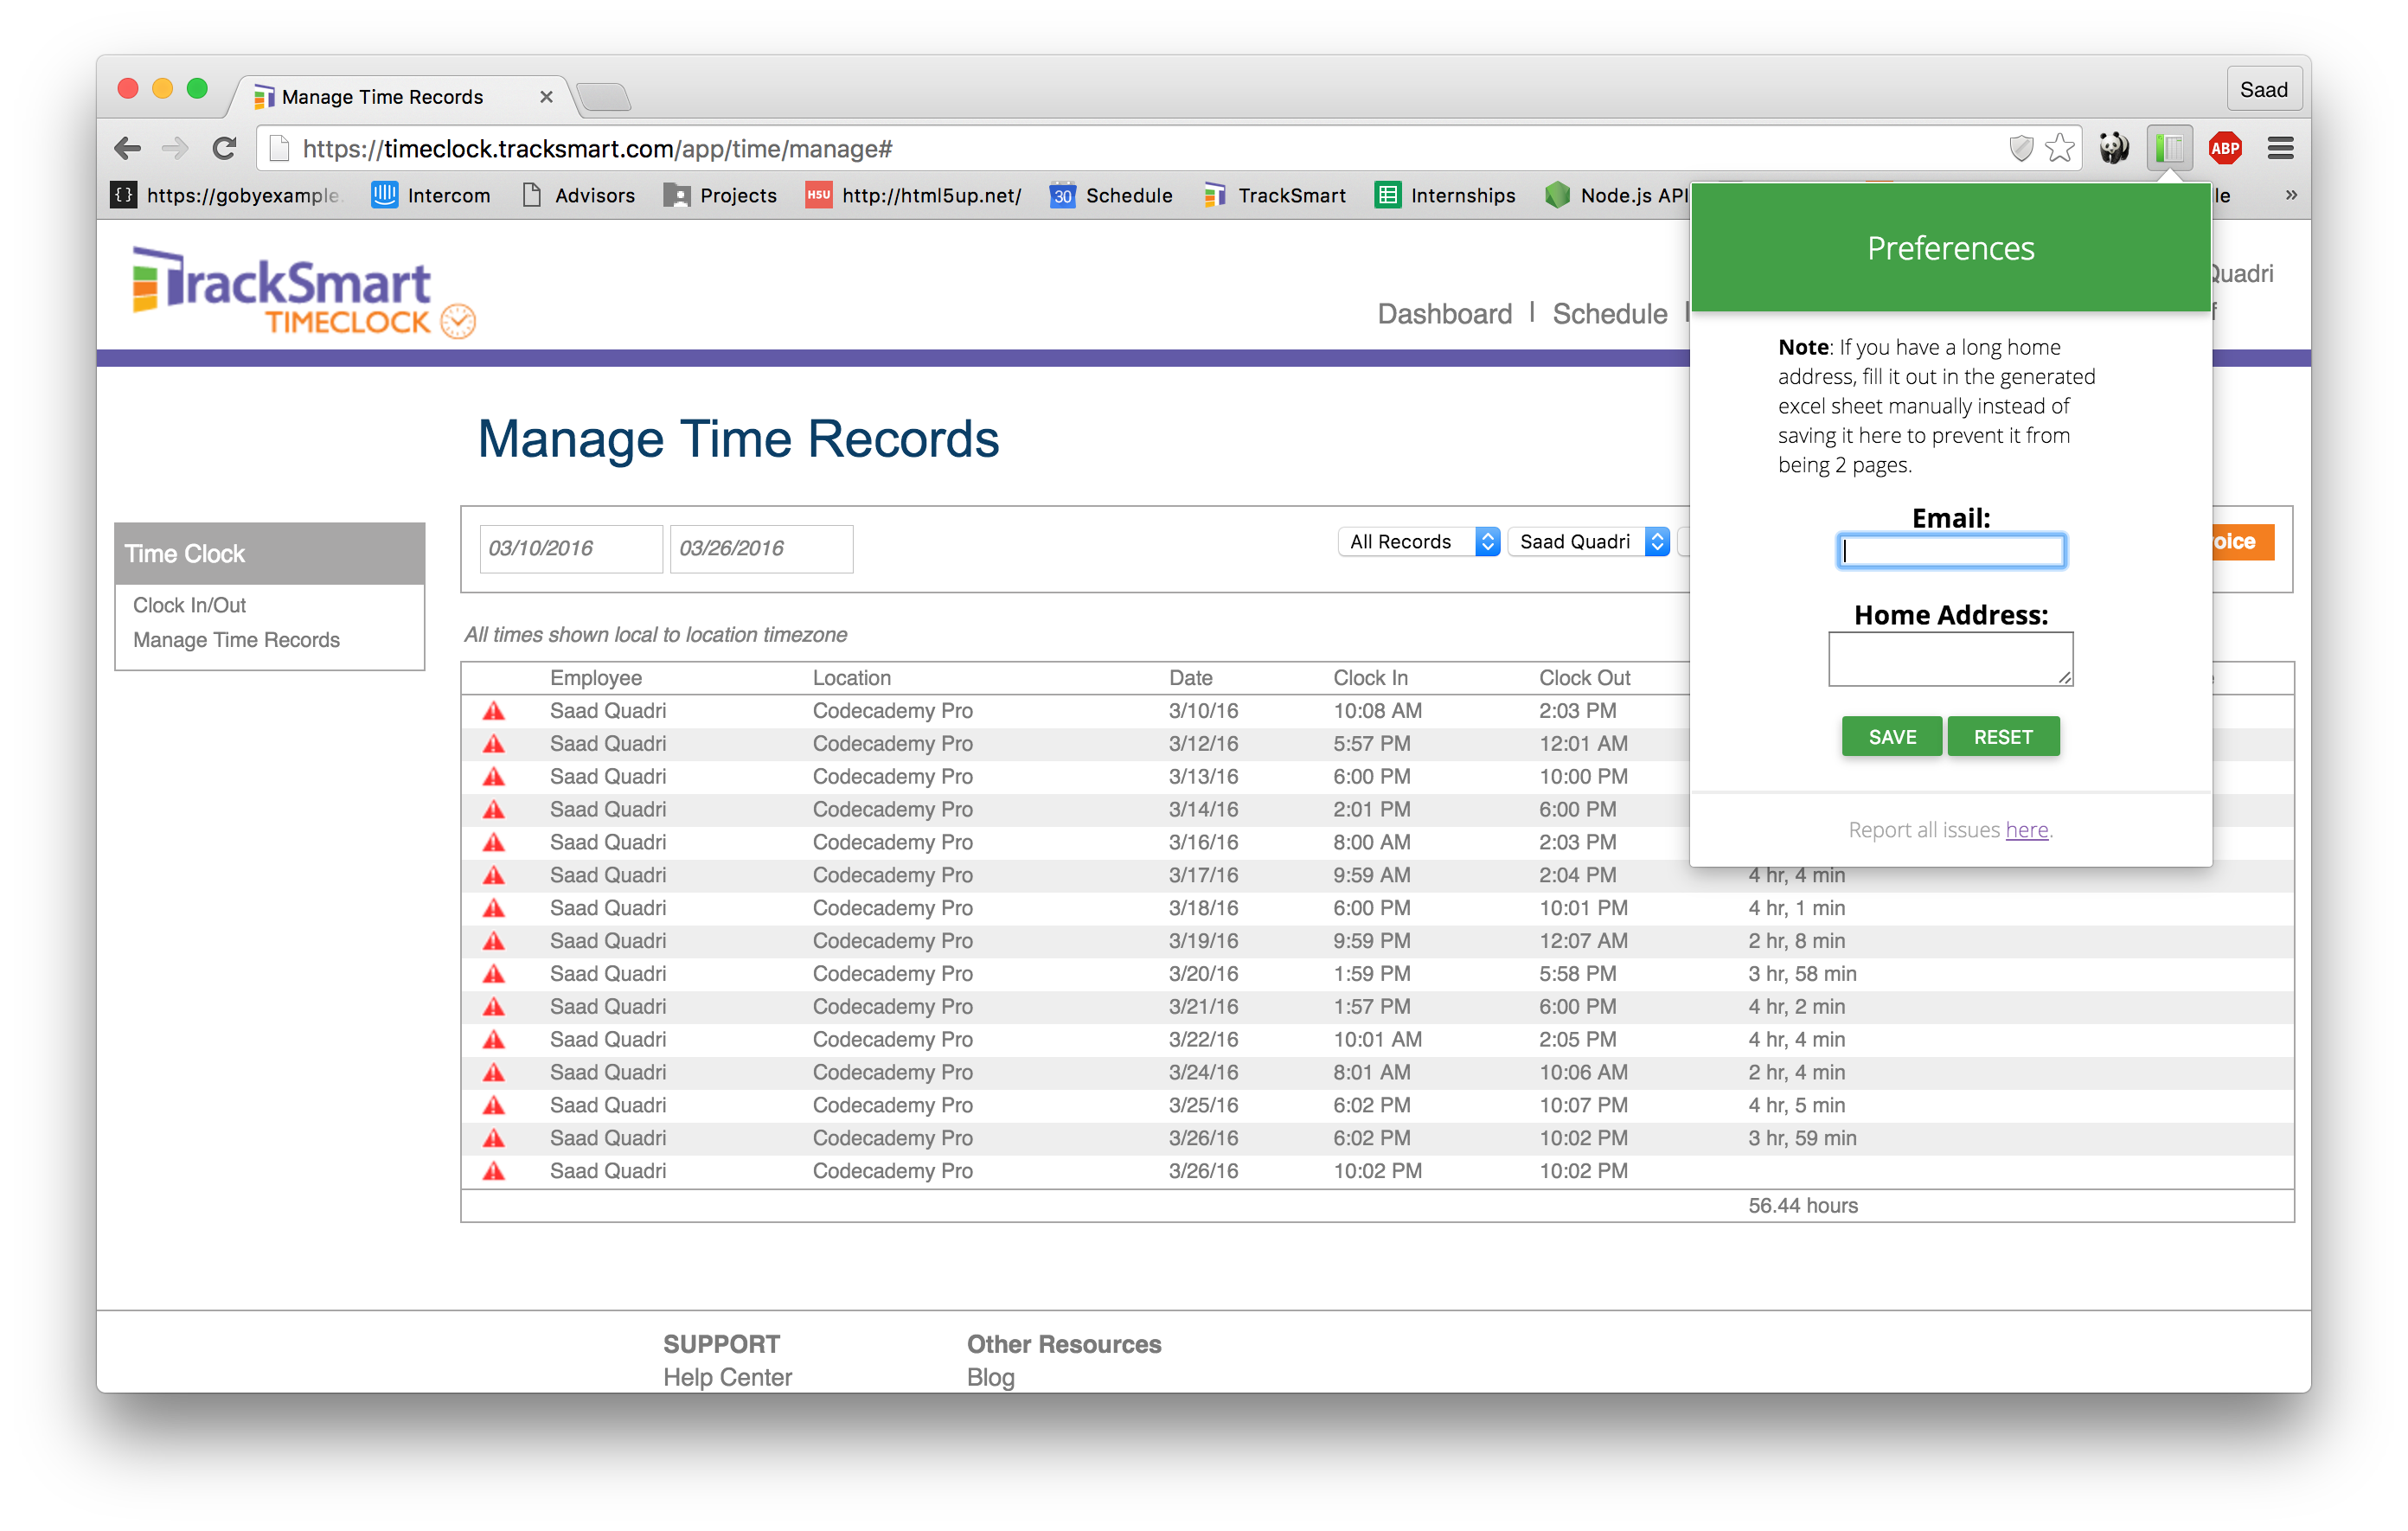 Manage Time Records
Saad
https://timeclock.tracksmart.com/app/time/manage#
ABP
{} https://gobyexample. Intercom Advisors Projects H5U http://html5up.net/ 30 Schedule TrackSmart Internships Node.js API le »
Preferences
TrackSmart
TIMECLOCK
Quadri
Dashboard | Schedule |
Note: If you have a long home
address, fill it out in the generated
excel sheet manually instead of
saving it here to prevent it from
being 2 pages.
Manage Time Records
Email:
Home Address:
SAVE RESET
Report all issues here.
Time Clock
Clock In/Out
Manage Time Records
03/10/2016 03/26/2016 All Records Saad Quadri oice
All times shown local to location timezone
Employee Location Date Clock In Clock Out
Saad Quadri Codecademy Pro 3/10/16 10:08 AM 2:03 PM
Saad Quadri Codecademy Pro 3/12/16 5:57 PM 12:01 AM
Saad Quadri Codecademy Pro 3/13/16 6:00 PM 10:00 PM
Saad Quadri Codecademy Pro 3/14/16 2:01 PM 6:00 PM
Saad Quadri Codecademy Pro 3/16/16 8:00 AM 2:03 PM
Saad Quadri Codecademy Pro 3/17/16 9:59 AM 2:04 PM 4 hr, 4 min
Saad Quadri Codecademy Pro 3/18/16 6:00 PM 10:01 PM 4 hr, 1 min
Saad Quadri Codecademy Pro 3/19/16 9:59 PM 12:07 AM 2 hr, 8 min
Saad Quadri Codecademy Pro 3/20/16 1:59 PM 5:58 PM 3 hr, 58 min
Saad Quadri Codecademy Pro 3/21/16 1:57 PM 6:00 PM 4 hr, 2 min
Saad Quadri Codecademy Pro 3/22/16 10:01 AM 2:05 PM 4 hr, 4 min
Saad Quadri Codecademy Pro 3/24/16 8:01 AM 10:06 AM 2 hr, 4 min
Saad Quadri Codecademy Pro 3/25/16 6:02 PM 10:07 PM 4 hr, 5 min
Saad Quadri Codecademy Pro 3/26/16 6:02 PM 10:02 PM 3 hr, 59 min
Saad Quadri Codecademy Pro 3/26/16 10:02 PM 10:02 PM
56.44 hours
SUPPORT Other Resources
Help Center Blog